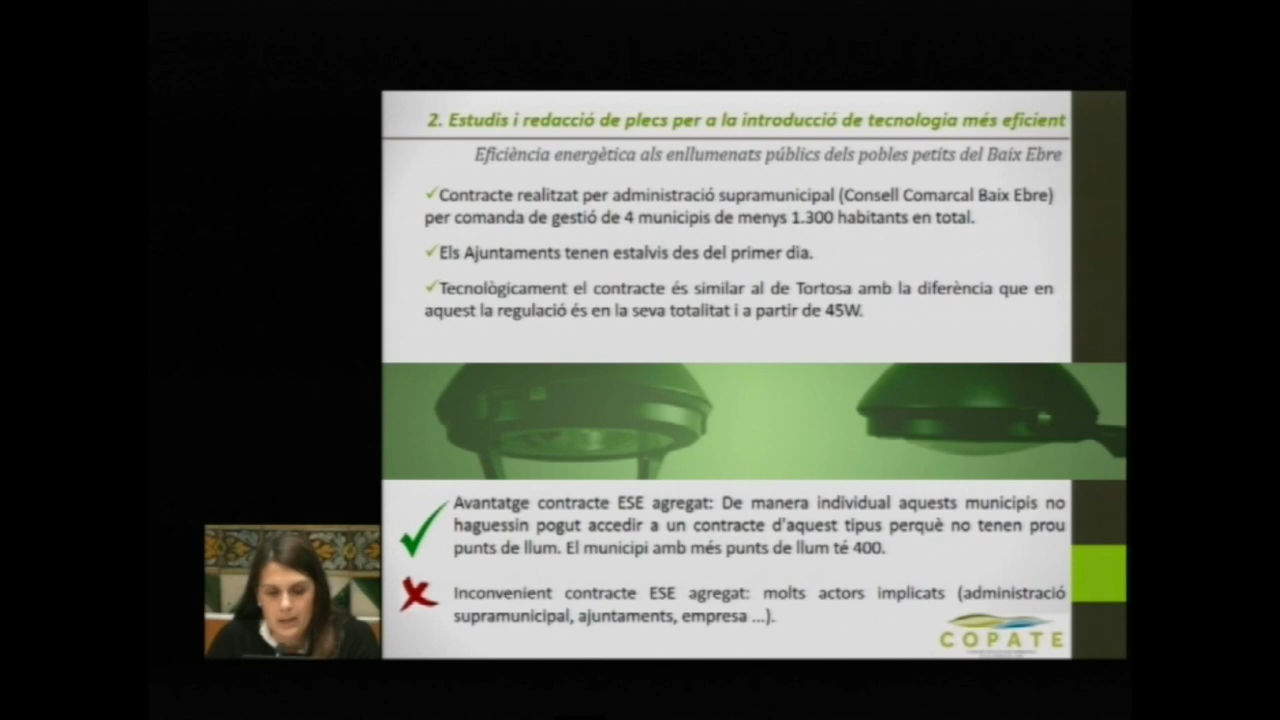 2. Estudis i redacció de plecs per a la introducció de tecnologia més eficient
Eficiència energètica als enllumenats públics dels pobles petits del Baix Ebre
✓Contracte realitzat per administració supramunicipal (Consell Comarcal Baix Ebre)
per comanda de gestió de 4 municipis de menys 1.300 habitants en total.
✓Els Ajuntaments tenen estalvis des del primer dia.
✓Tecnològicament el contracte és similar al de Tortosa amb la diferència que en
aquest la regulació és en la seva totalitat i a partir de 45W.
Avantatge contracte ESE agregat: De manera individual aquests municipis no
haguessin pogut accedir a un contracte d'aquest tipus perquè no tenen prou
punts de llum. El municipi amb més punts de llum té 400.
Inconvenient contracte ESE agregat: molts actors implicats (administració
supramunicipal, ajuntaments, empresa ...).
COPATE